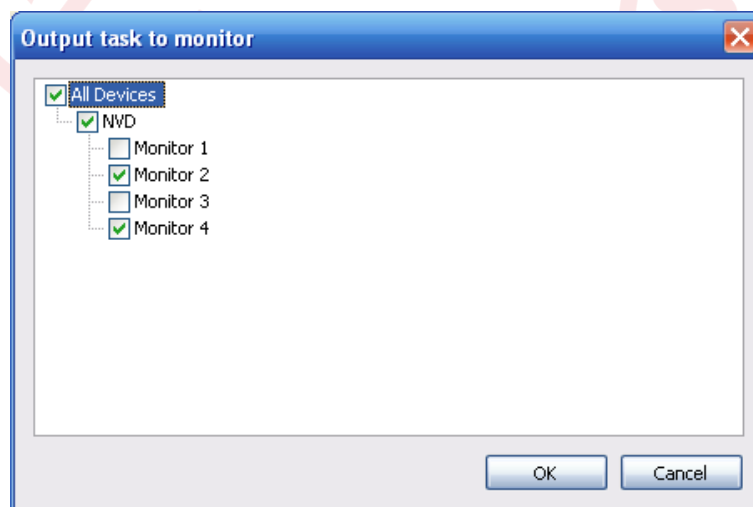 Output task to monitor
All Devices
NVD
Monitor 1
Monitor 2
Monitor 3
Monitor 4
OK Cancel